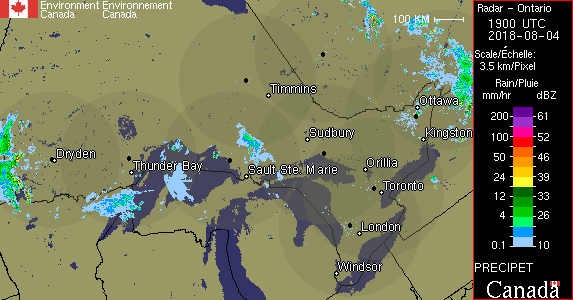 Environment Environnement
Canada Canada
100 KM
Timmins
Ottawa
Sudbury
Kingston
Dryden
Thunder Bay
Sault Ste. Marie
Orillia
Toronto
London
Windsor
Radar - Ontario
1900 UTC
2018-08-04
Scale/Échelle:
3.5 km/Pixel
Rain/Pluie
mm/hr dBZ
200 61
100 52
50 46
24 39
12 33
4 26
0.1 10
PRECIPET
Canada